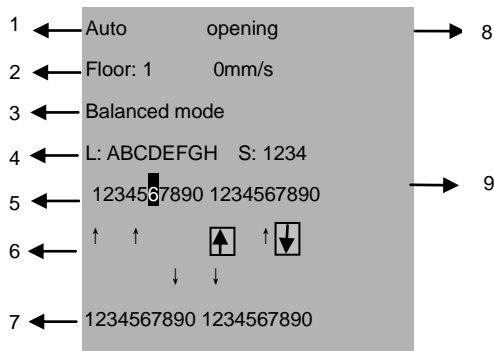 1 Auto opening 8
2 Floor: 1 0mm/s
3 Balanced mode
4 L: ABCDEFGH S: 1234
9
5 1234567890 1234567890
6 ↑ ↑ ↑ ↑ ↓
↓ ↓
7 1234567890 1234567890